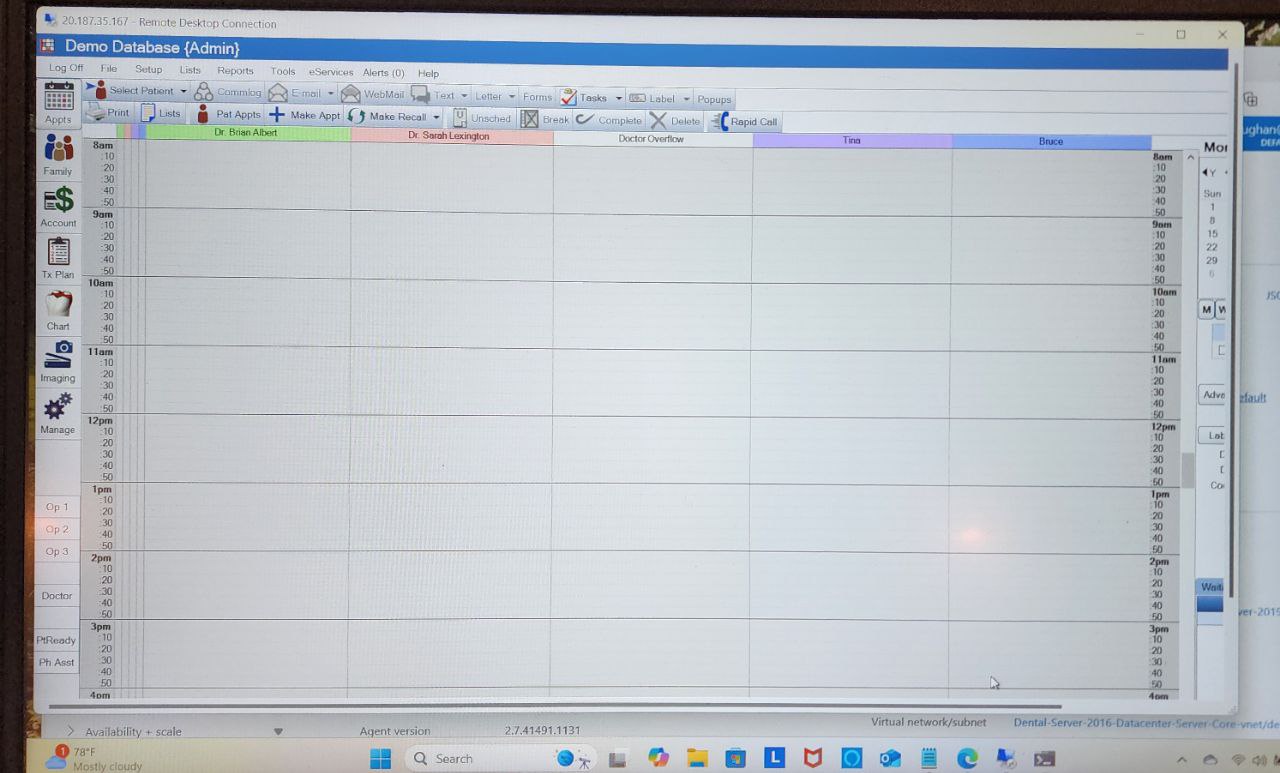 20.187.35.167 - Remote Desktop Connection
Demo Database {Admin}
Log Off File Setup Lists Reports Tools eServices Alerts (0) Help
Select Patient Commlog E-mail WebMail Text Letter Forms Tasks Label Popups
Print Lists Pat Appts Make Appt Make Recall Unsched Break Complete Delete Rapid Call
Dr. Brian Albert Dr. Sarah Lexington Doctor Overflow Tina Bruce
Appts
Family
Account
Tx Plan
Chart
Imaging
Manage
Op 1
Op 2
Op 3
Doctor
PtReady
Ph Asst
8am
:10
:20
:30
:40
:50
9am
:10
:20
:30
:40
:50
10am
:10
:20
:30
:40
:50
11am
:10
:20
:30
:40
:50
12pm
:10
:20
:30
:40
:50
1pm
:10
:20
:30
:40
:50
2pm
:10
:20
:30
:40
:50
3pm
:10
:20
:30
:40
:50
4pm
8am
:10
:20
:30
:40
:50
9am
:10
:20
:30
:40
:50
10am
:10
:20
:30
:40
:50
11am
:10
:20
:30
:40
:50
12pm
:10
:20
:30
:40
:50
1pm
:10
:20
:30
:40
:50
2pm
:10
:20
:30
:40
:50
3pm
:10
:20
:30
:40
:50
4am
Mor
Y
Sun
1
8
15
22
29
6
M W
Adva
Lab
Waiti
ughan@
DEFA
JSC
efault
ver-2019
Availability + scale Agent version 2.7.41491.1131 Virtual network/subnet Dental-Server-2016-Datacenter-Server-Core-vnet/de
1
78°F
Mostly cloudy
Search
L